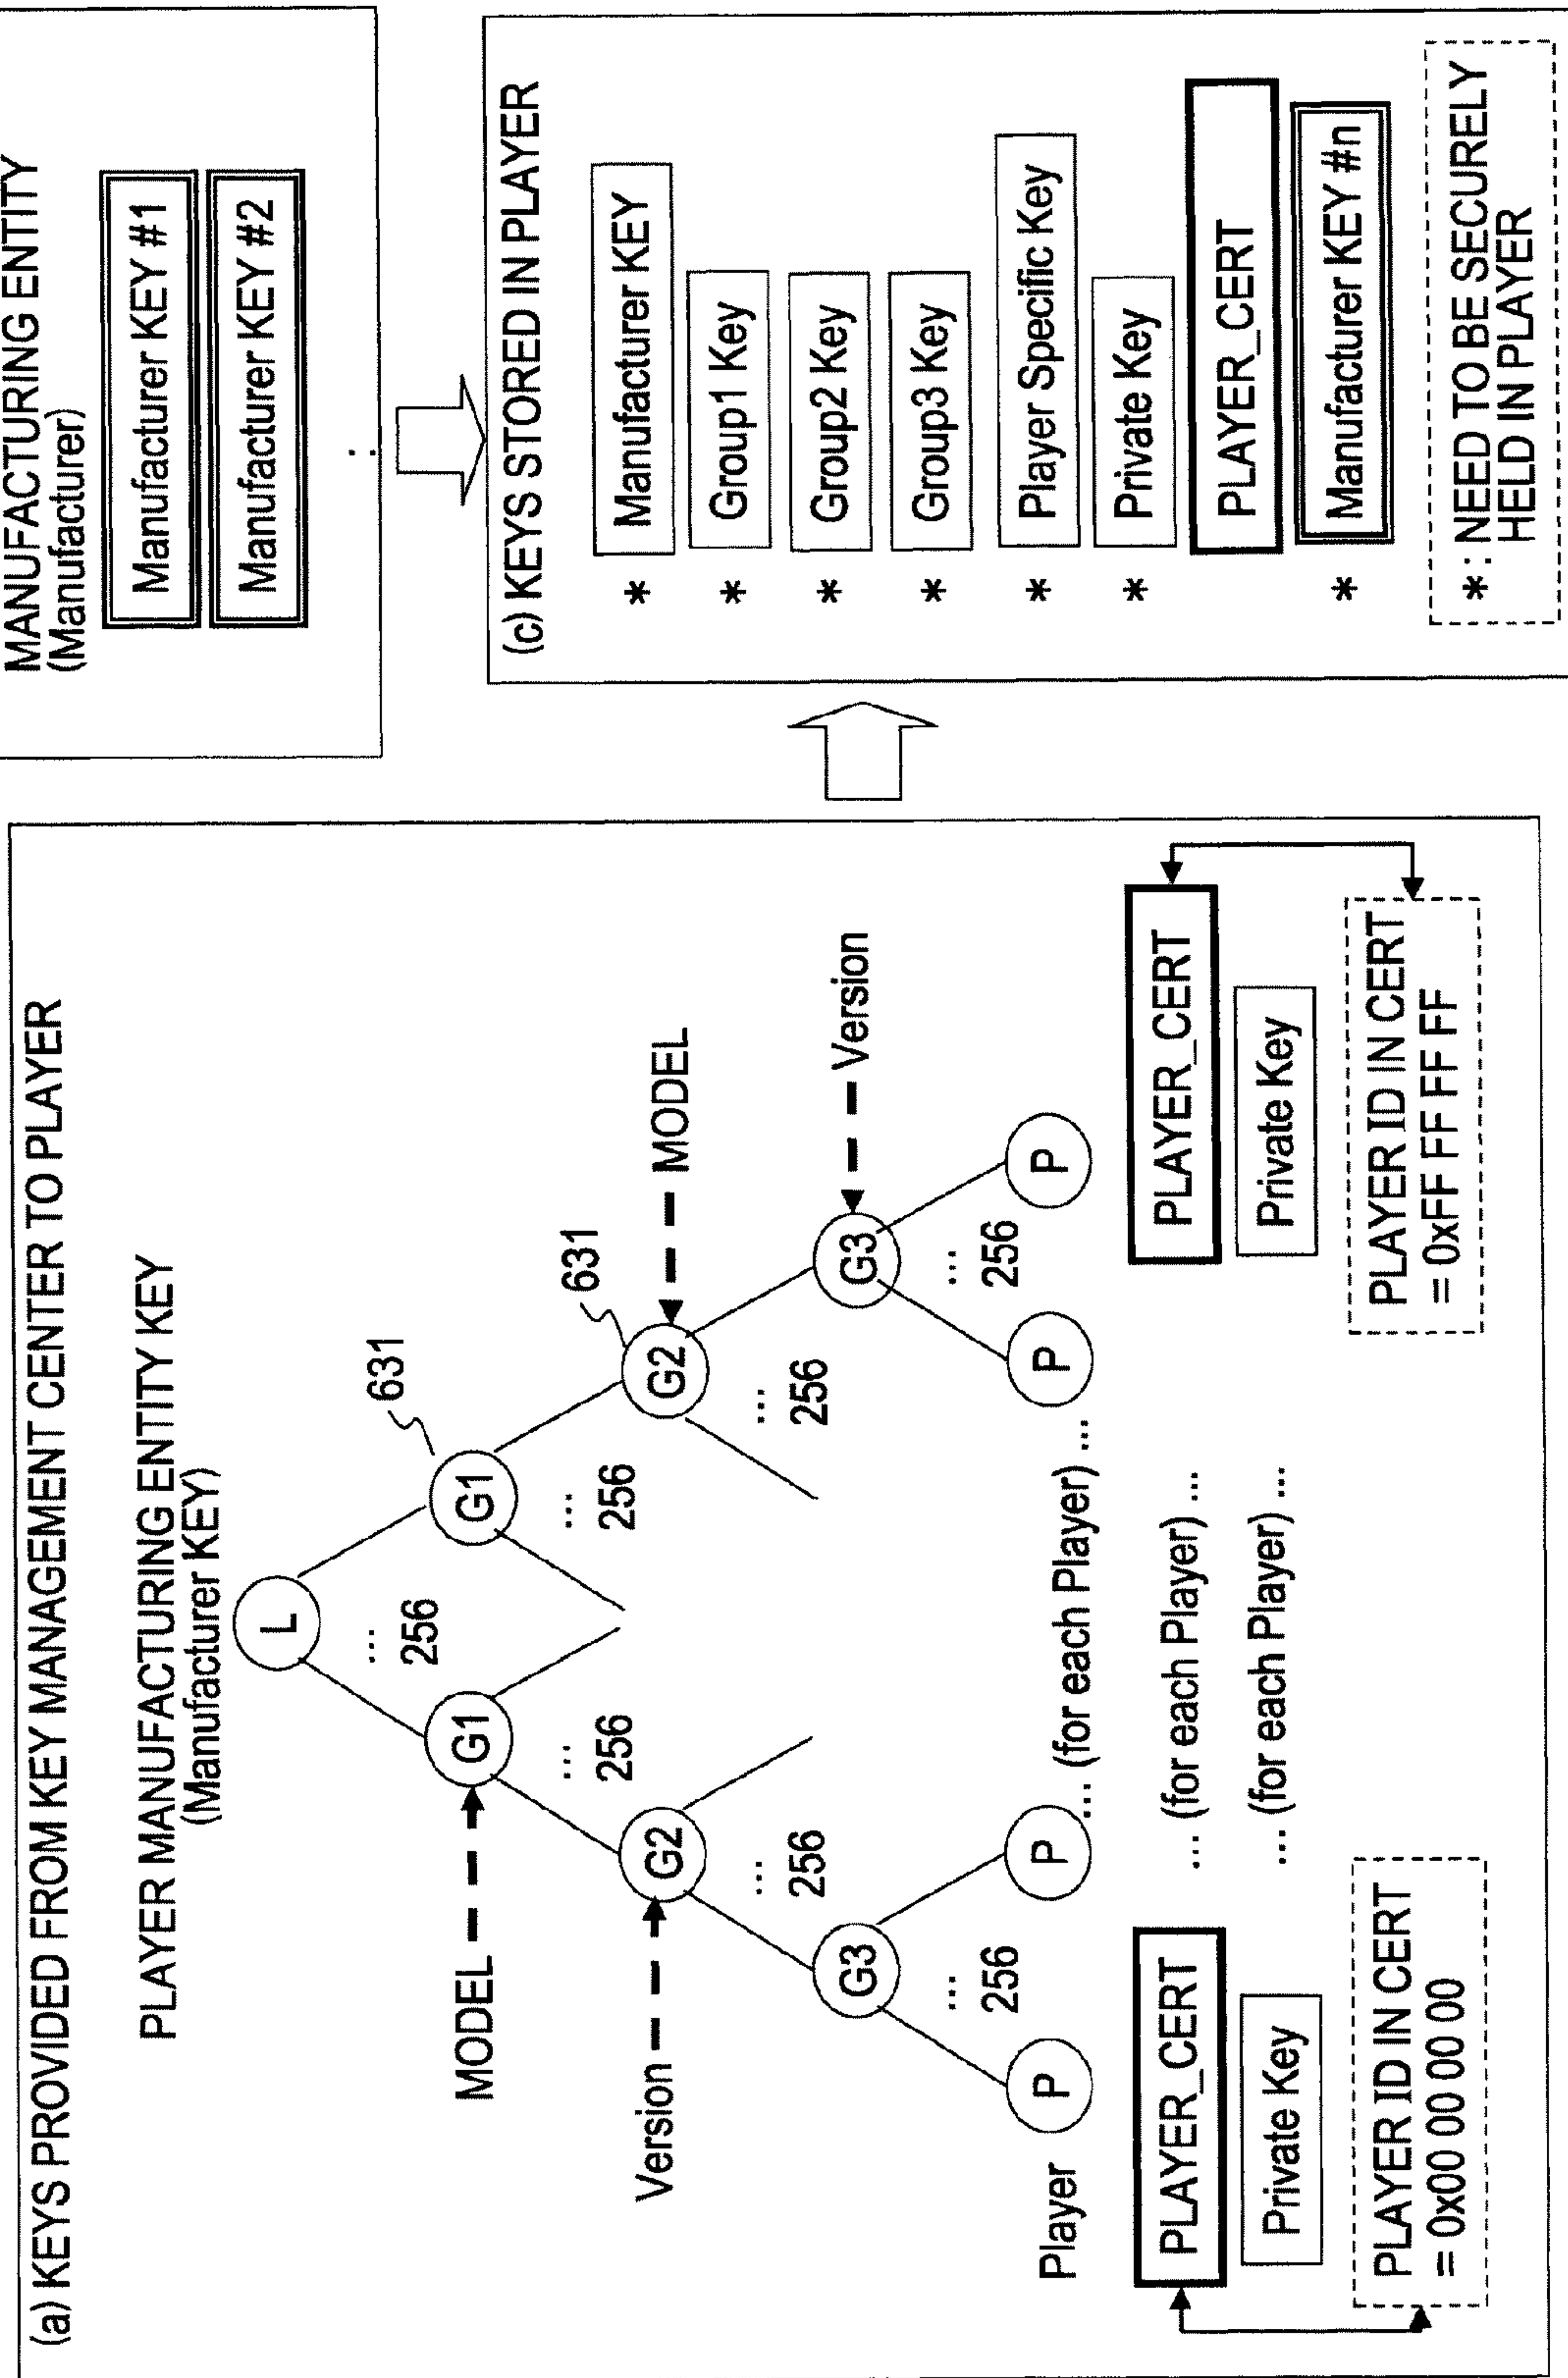 (a) KEYS PROVIDED FROM KEY MANAGEMENT CENTER TO PLAYER
PLAYER MANUFACTURING ENTITY KEY
(Manufacturer KEY)
L
... 256
631
MODEL
G1
G1
... 256
... 256
631
Version
G2
G2
MODEL
... 256
... 256
G3
G3
Version
... 256
... 256
Player
P
P
... (for each Player) ...
P
P
PLAYER_CERT
... (for each Player) ...
PLAYER_CERT
Private Key
... (for each Player) ...
Private Key
PLAYER ID IN CERT
= 0x00 00 00 00
PLAYER ID IN CERT
= 0xFF FF FF FF
MANUFACTURING ENTITY
(Manufacturer)
Manufacturer KEY #1
Manufacturer KEY #2
:
(c) KEYS STORED IN PLAYER
* Manufacturer KEY
* Group1 Key
* Group2 Key
* Group3 Key
* Player Specific Key
* Private Key
PLAYER_CERT
* Manufacturer KEY #n
*: NEED TO BE SECURELY
HELD IN PLAYER